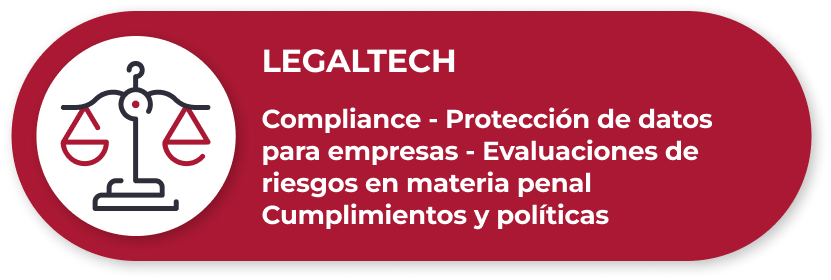 LEGALTECH
Compliance - Protección de datos
para empresas - Evaluaciones de
riesgos en materia penal
Cumplimientos y políticas